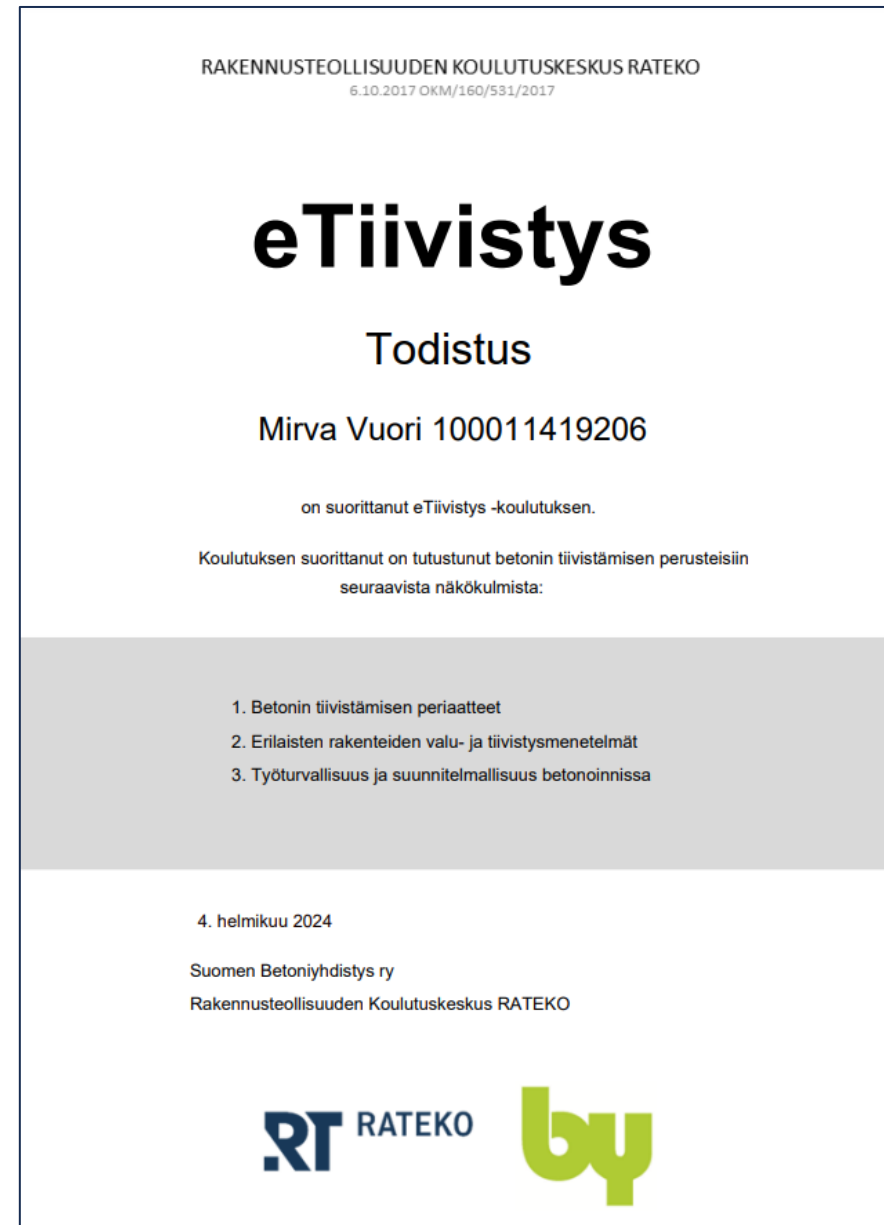 RAKENNUSTEOLLISUUDEN KOULUTUSKESKUS RATEKO
6.10.2017 OKM/160/531/2017
eTiivistys
Todistus
Mirva Vuori 100011419206
on suorittanut eTiivistys -koulutuksen.
Koulutuksen suorittanut on tutustunut betonin tiivistämisen perusteisiin
seuraavista näkökulmista:
1. Betonin tiivistämisen periaatteet
2. Erilaisten rakenteiden valu- ja tiivistysmenetelmät
3. Työturvallisuus ja suunnitelmallisuus betonoinnissa
4. helmikuu 2024
Suomen Betoniyhdistys ry
Rakennusteollisuuden Koulutuskeskus RATEKO
RT RATEKO
by